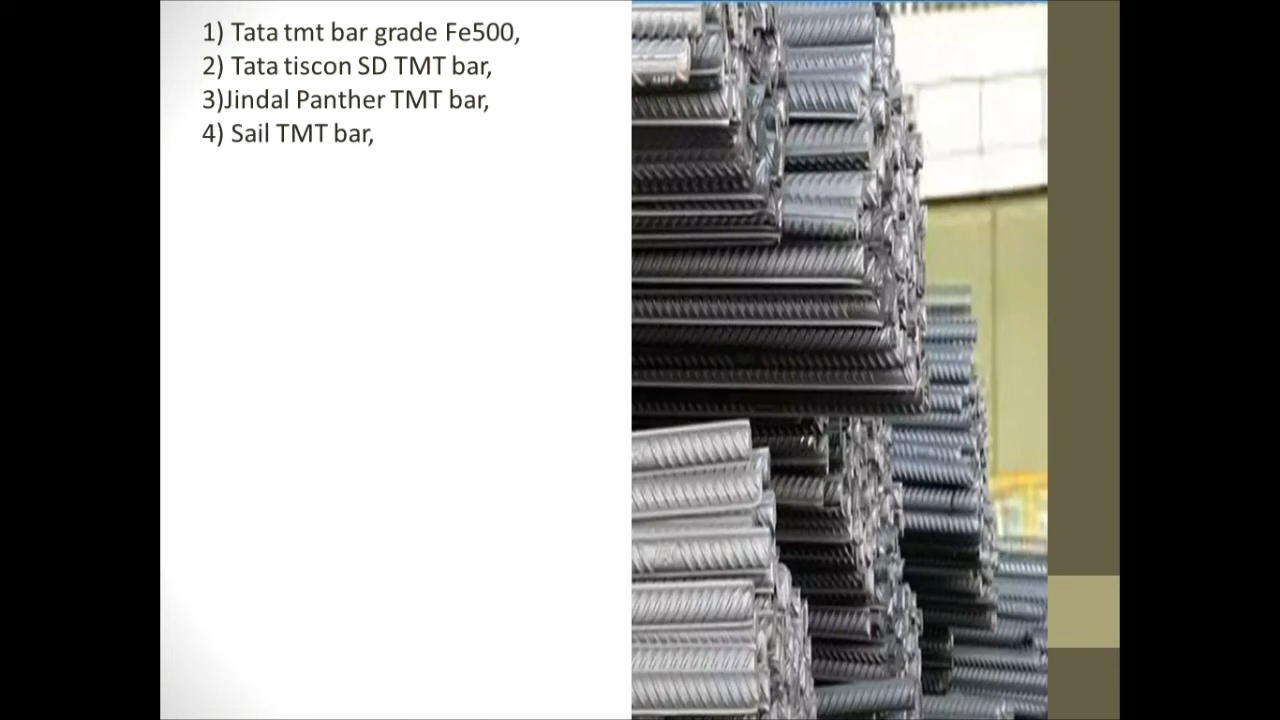 1) Tata tmt bar grade Fe500,
2) Tata tiscon SD TMT bar,
3)Jindal Panther TMT bar,
4) Sail TMT bar,